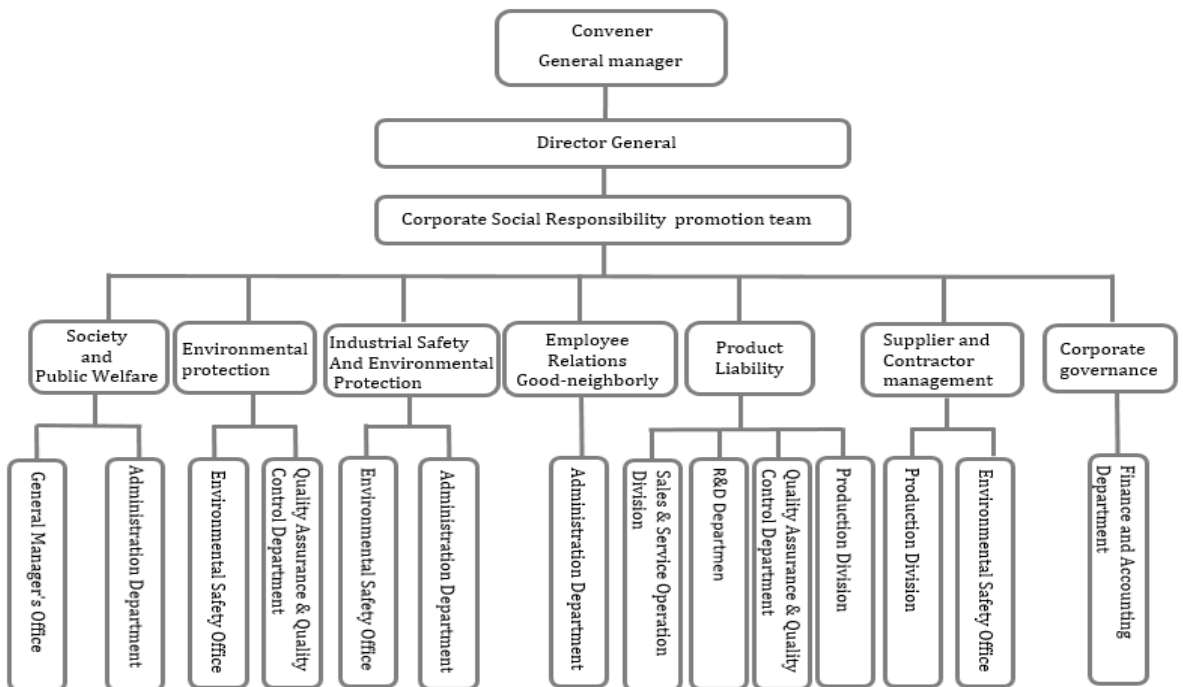 Convener
General manager
Director General
Corporate Social Responsibility promotion team
Society
and
Public Welfare
Environmental
protection
Industrial Safety
And Environmental
Protection
Employee
Relations
Good-neighborly
Product
Liability
Supplier and
Contractor
management
Corporate
governance
General Manager's Office
Administration Department
Environmental Safety Office
Quality Assurance & Quality
Control Department
Environmental Safety Office
Administration Department
Administration Department
Sales & Service Operation
Division
R&D Departmen
Quality Assurance & Quality
Control Department
Production Division
Production Division
Environmental Safety Office
Finance and Accounting
Department